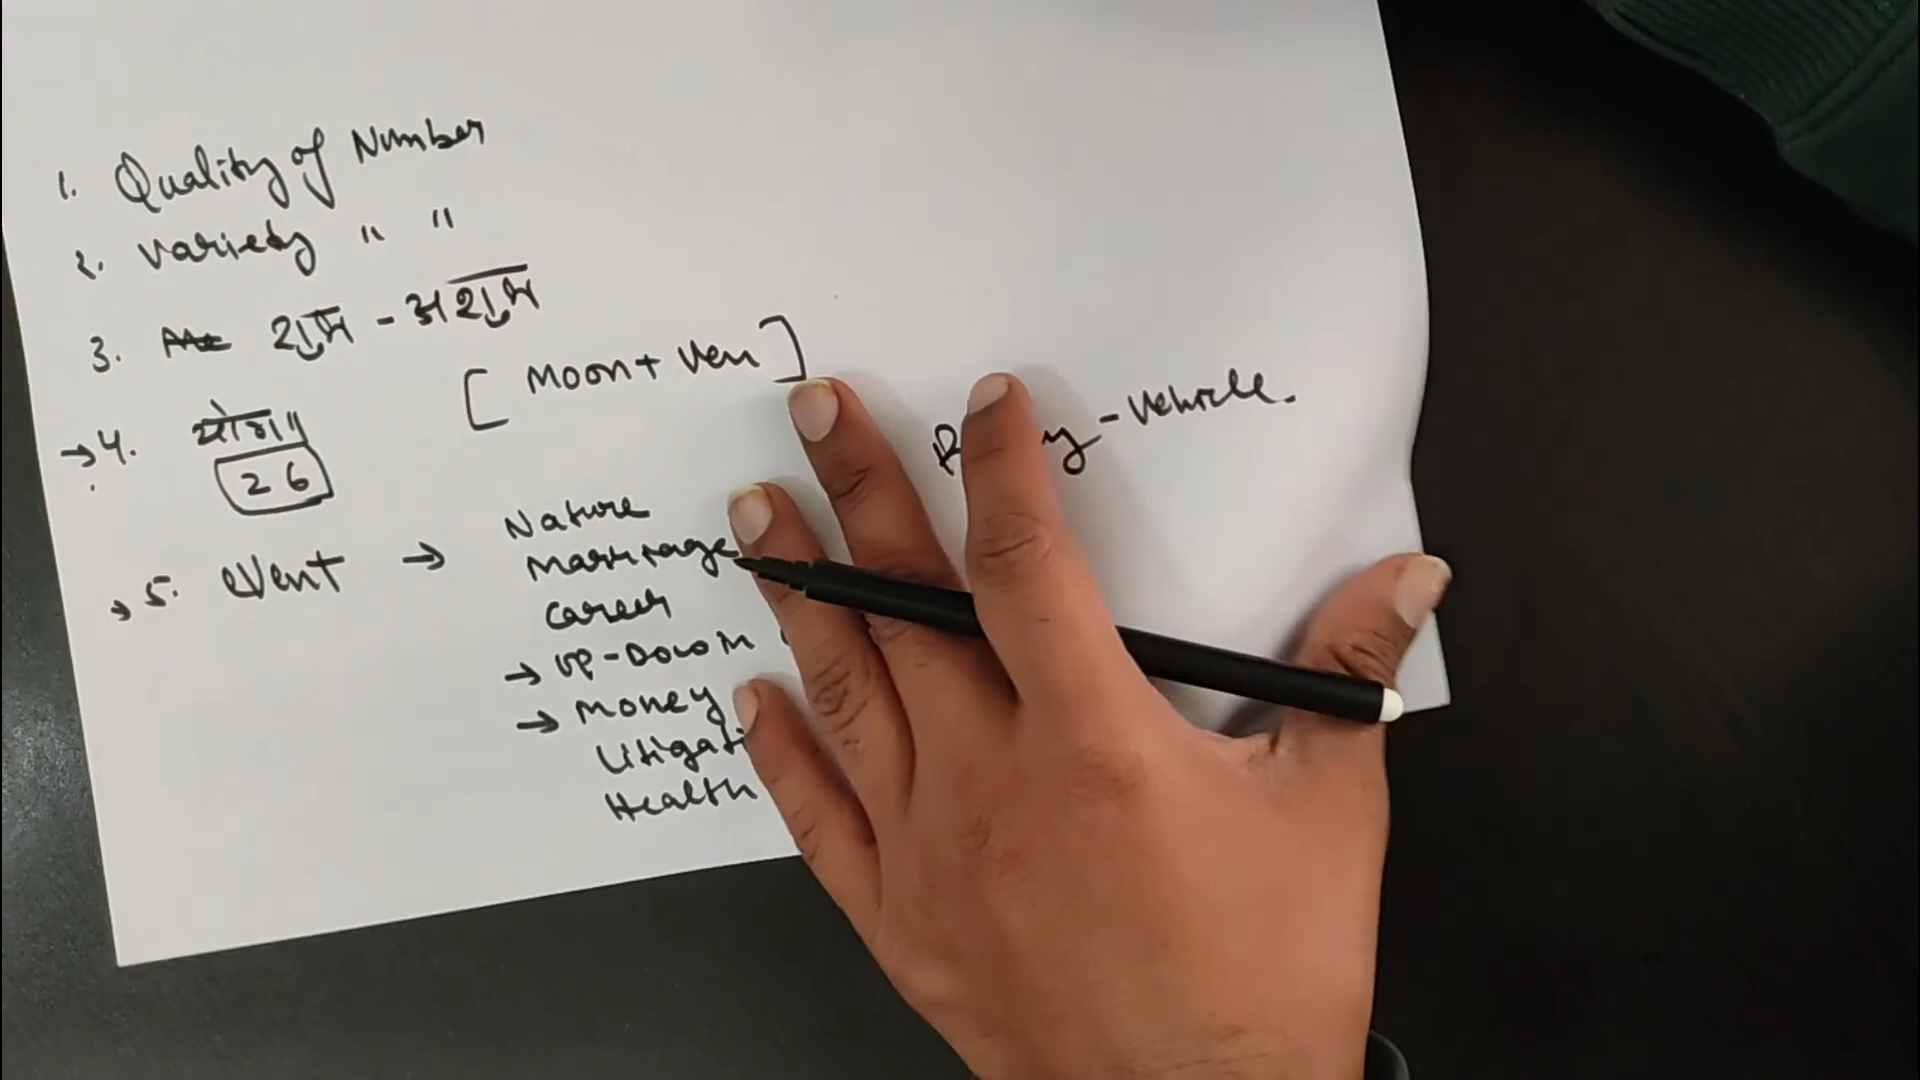 1. Quality of Number
2. Variety " "
3. शुभ - अशुभ
[Moon + Ven]
→ 4. योग
26
- Vehicle.
→ 5. Event → Nature
Marriage
Career
→ UP-Down
→ Money
Litigati
Health